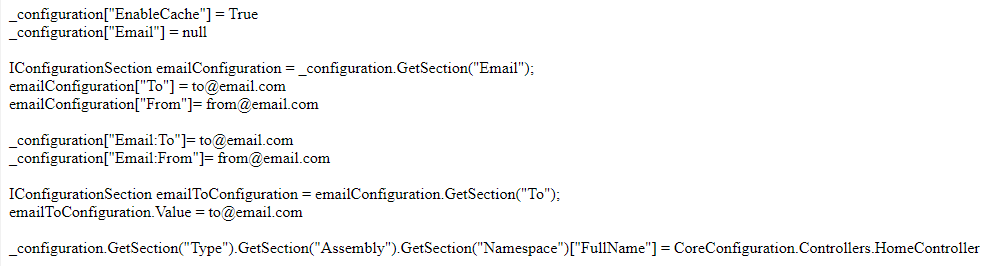 _configuration["EnableCache"] = True
_configuration["Email"] = null
IConfigurationSection emailConfiguration = _configuration.GetSection("Email");
emailConfiguration["To"] = to@email.com
emailConfiguration["From"]= from@email.com
_configuration["Email:To"]= to@email.com
_configuration["Email:From"]= from@email.com
IConfigurationSection emailToConfiguration = emailConfiguration.GetSection("To");
emailToConfiguration.Value = to@email.com
_configuration.GetSection("Type").GetSection("Assembly").GetSection("Namespace")["FullName"] = CoreConfiguration.Controllers.HomeController